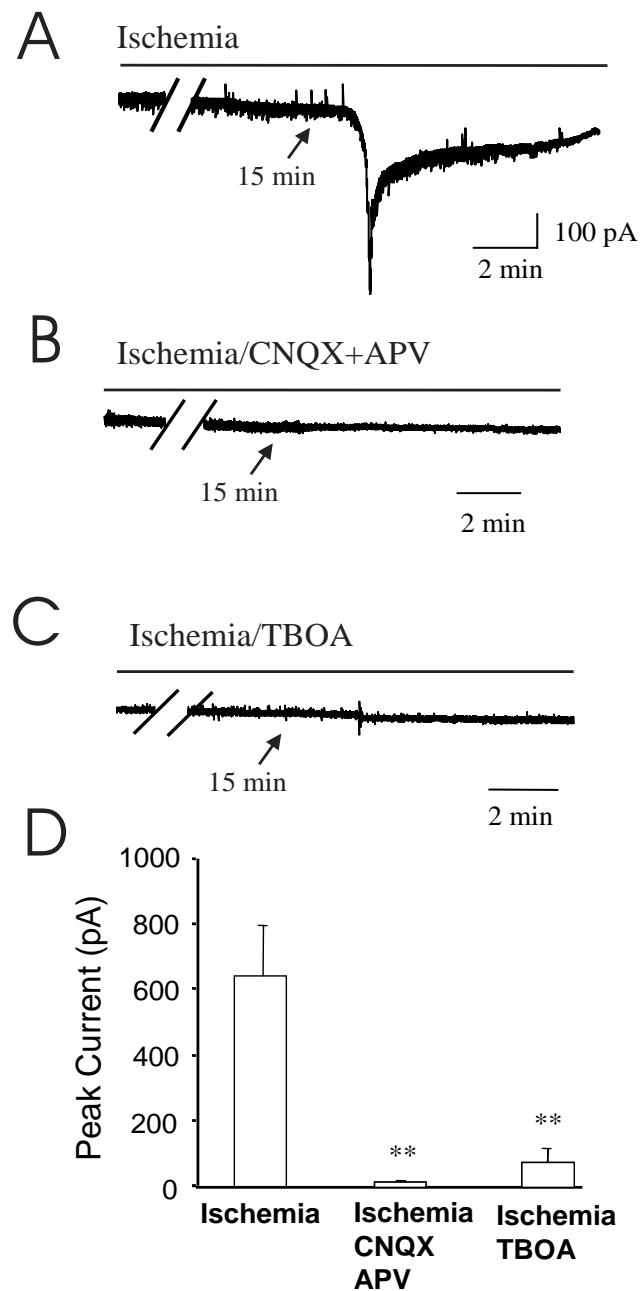 A
Ischemia
15 min
100 pA
2 min
B
Ischemia/CNQX+APV
15 min
2 min
C
Ischemia/TBOA
15 min
2 min
D
Peak Current (pA)
1000
800
600
400
200
0
**
**
Ischemia
Ischemia
CNQX
APV
Ischemia
TBOA